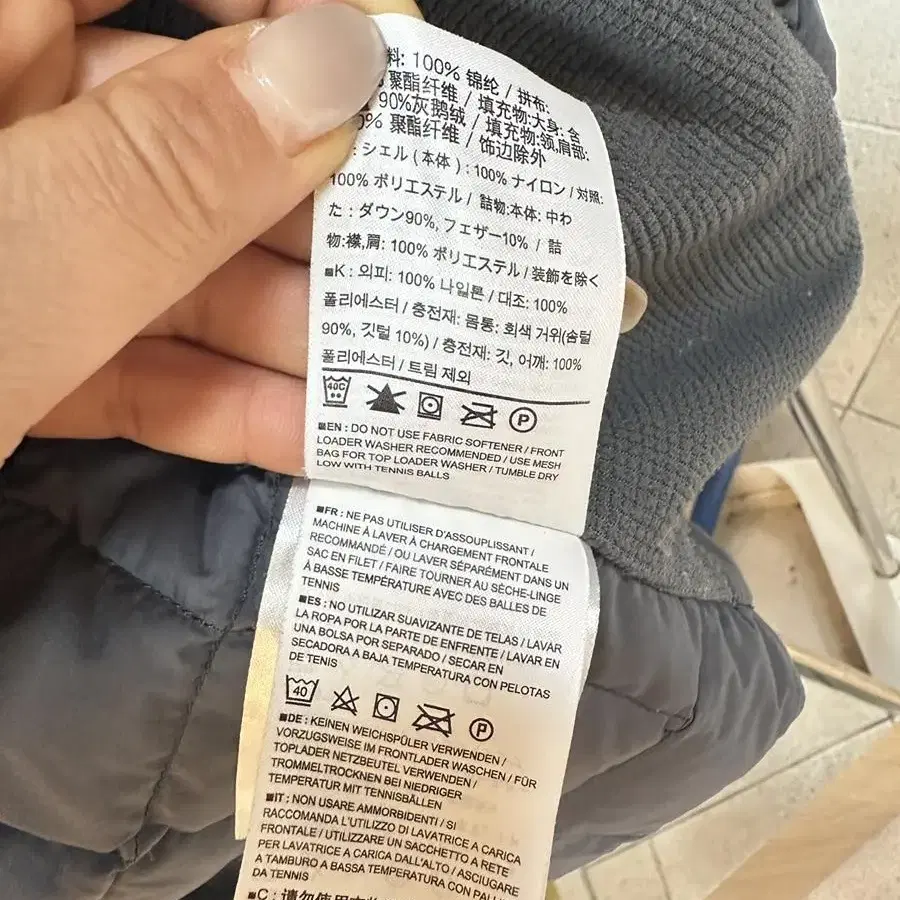 料: 100% 锦纶 / 拼布:
聚酯纤维 / 填充物:大身: 含
90%灰鹅绒 / 填充物:领,肩部:
% 聚酯纤维 / 饰边除外
: シェル (本体) : 100% ナイロン / 対照:
100% ポリエステル / 詰物:本体: 中わ
た : ダウン90%, フェザー10% / 詰
物:襟,肩: 100% ポリエステル / 装飾を除く
■K : 외피: 100% 나일론 / 대조: 100%
폴리에스터 / 충전재: 몸통: 회색 거위(솜털
90%, 깃털 10%) / 충전재: 깃, 어깨: 100%
폴리에스터 / 트림 제외
40C P
■EN : DO NOT USE FABRIC SOFTENER / FRONT
LOADER WASHER RECOMMENDED / USE MESH
BAG FOR TOP LOADER WASHER / TUMBLE DRY
LOW WITH TENNIS BALLS
■FR : NE PAS UTILISER D'ASSOUPLISSANT /
MACHINE À LAVER À CHARGEMENT FRONTALE
RECOMMANDÉ / OU LAVER SÉPARÉMENT DANS UN
SAC EN FILET / FAIRE TOURNER AU SÈCHE-LINGE
À BASSE TEMPÉRATURE AVEC DES BALLES DE
TENNIS
■ES : NO UTILIZAR SUAVIZANTE DE TELAS / LAVAR
LA ROPA POR LA PARTE DE ENFRENTE / LAVAR EN
UNA BOLSA POR SEPARADO / SECAR EN
SECADORA A BAJA TEMPERATURA CON PELOTAS
DE TENIS
40 P
■DE : KEINEN WEICHSPÜLER VERWENDEN /
VORZUGSWEISE IM FRONTLADER WASCHEN / FÜR
TOPLADER NETZBEUTEL VERWENDEN /
TROMMELTROCKNEN BEI NIEDRIGER
TEMPERATUR MIT TENNISBÄLLEN
■IT : NON USARE AMMORBIDENTI / SI
RACCOMANDA L'UTILIZZO DI LAVATRICE A CARICA
FRONTALE / UTILIZZARE UN SACCHETTO A RETE
PER LAVATRICE A CARICA DALL'ALTO / ASCIUGARE
A TAMBURO A BASSA TEMPERATURA CON PALL
DA TENNIS
■C : 请勿使用